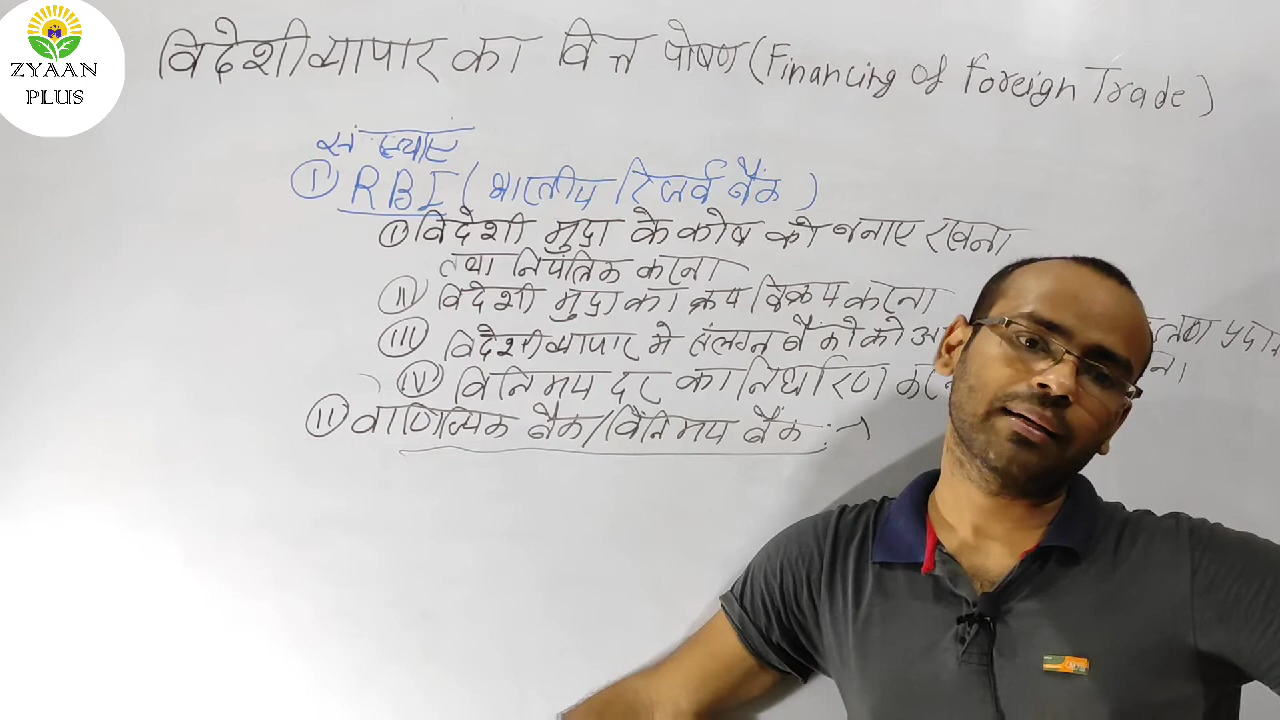 ZYAAN
PLUS
विदेशी व्यापार का वित्त पोषण (Financing of Foreign Trade)
संस्थाएं
① RBI (भारतीय रिजर्व बैंक)
① विदेशी मुद्रा के कोष को बनाए रखना
तथा नियंत्रित करना
(II) विदेशी मुद्रा का क्रय विक्रय करना
(III) विदेशी व्यापार में संलग्न बैंकों को
(IV) विनिमय दर का निर्धारण
(II) वाणिज्यिक बैंक/विनिमय बैंक :→